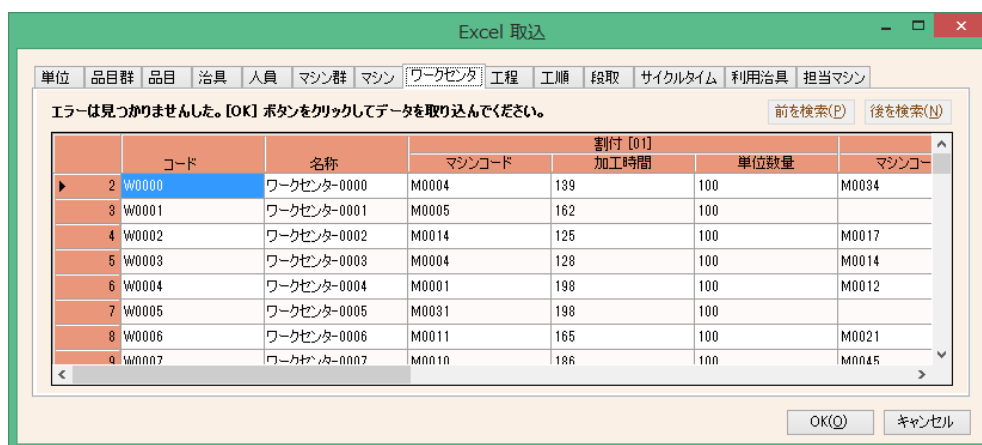 Excel 取込
単位 品目群 品目 治具 人員 マシン群 マシン ワークセンタ 工程 工順 段取 サイクルタイム 利用治具 担当マシン
エラーは見つかりませんでした。[OK] ボタンをクリックしてデータを取り込んでください。 前を検索(P) 後を検索(N)
割付 [01]
コード 名称 マシンコード 加工時間 単位数量 マシンコー
2 W0000 ワークセンター0000 M0004 139 100 M0034
3 W0001 ワークセンター0001 M0005 162 100
4 W0002 ワークセンター0002 M0014 125 100 M0017
5 W0003 ワークセンター0003 M0004 128 100 M0014
6 W0004 ワークセンター0004 M0001 198 100 M0012
7 W0005 ワークセンター0005 M0031 198 100
8 W0006 ワークセンター0006 M0011 165 100 M0021
9 W0007 ワークセンター0007 M0010 186 100 M0045
OK(O) キャンセル